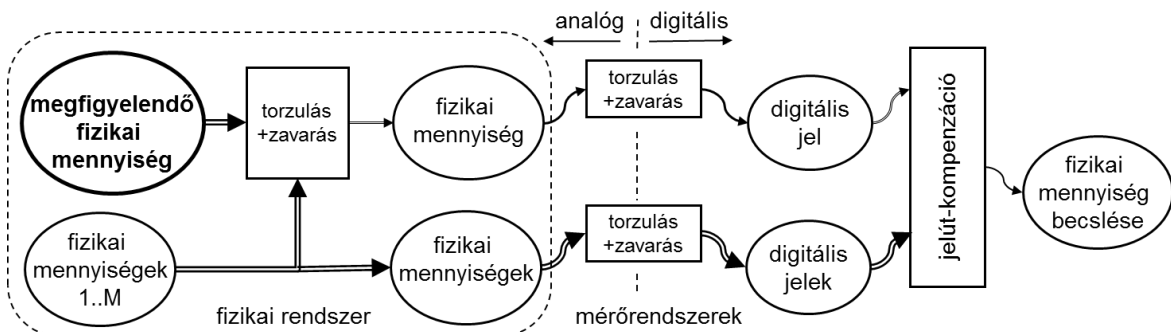 analóg
digitális
megfigyelendő
fizikai
mennyiség
torzulás
+zavarás
fizikai
mennyiség
torzulás
+zavarás
digitális
jel
jelút-kompenzáció
fizikai
mennyiség
becslése
fizikai
mennyiségek
1..M
fizikai
mennyiségek
torzulás
+zavarás
digitális
jelek
fizikai rendszer
mérőrendszerek